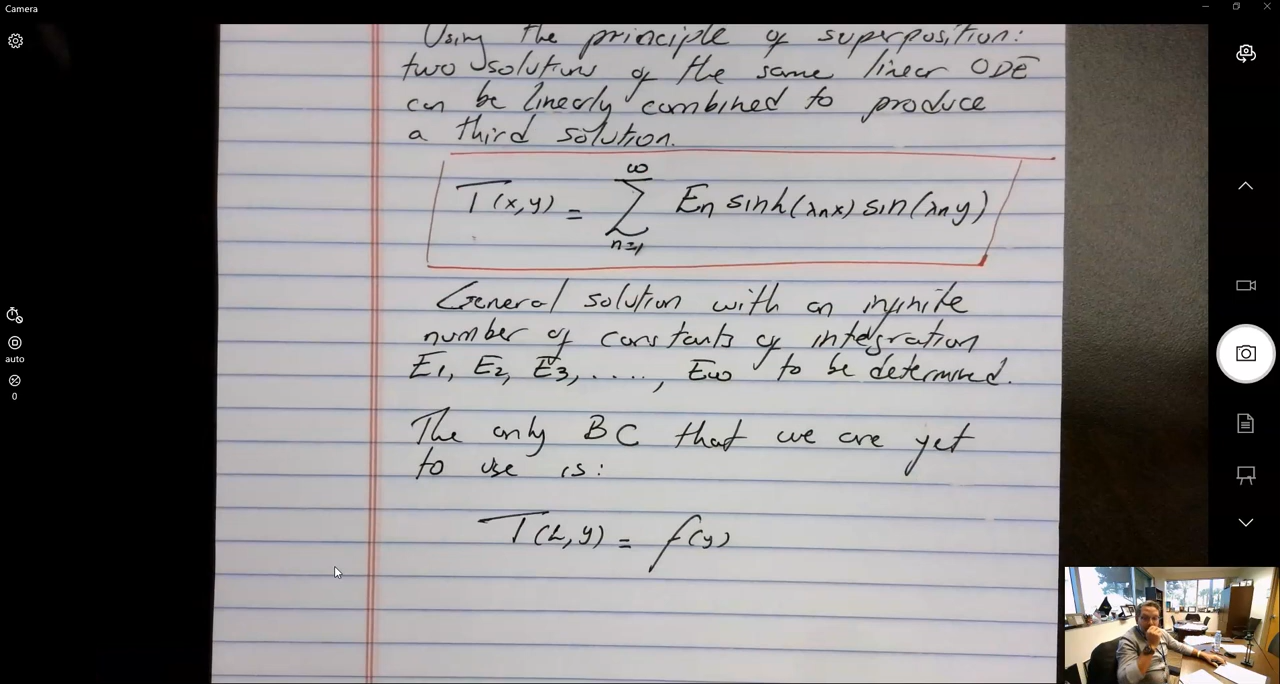 Camera
Using the principle of superposition:
two solutions of the same linear ODE
can be linearly combined to produce
a third solution.
T(x,y) = ∞ Σ n=1 En sinh(λnx) sin(λny)
General solution with an infinite
number of constants of integration
E1, E2, E3, ...., E∞ to be determined.
The only BC that we are yet
to use is:
T(L,y) = f(y)
auto
0